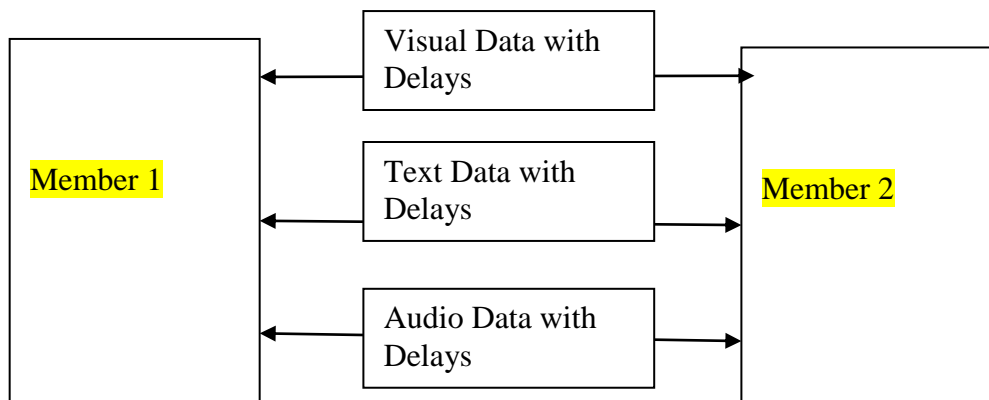 Visual Data with
Delays
Member 1
Text Data with
Delays
Member 2
Audio Data with
Delays